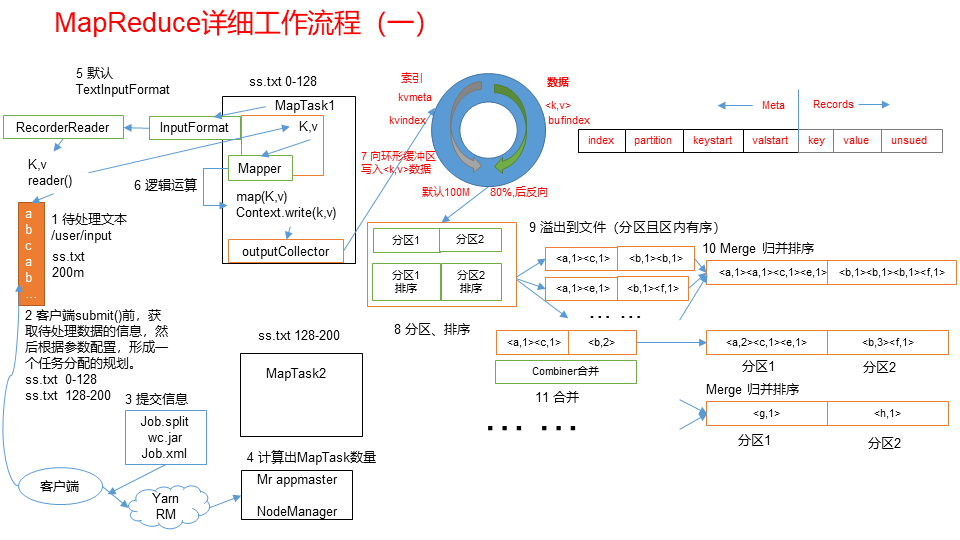 MapReduce详细工作流程（一）
5 默认
TextInputFormat
ss.txt 0-128
MapTask1
RecorderReader
InputFormat
K,v
Mapper
K,v
reader()
6 逻辑运算
map(K,v)
Context.write(k,v)
outputCollector
a
b
c
a
b
...
1 待处理文本
/user/input
ss.txt
200m
2 客户端submit()前，获
取待处理数据的信息，然
后根据参数配置，形成一
个任务分配的规划。
ss.txt 0-128
ss.txt 128-200
3 提交信息
Job.split
wc.jar
Job.xml
客户端
Yarn
RM
4 计算出MapTask数量
Mr appmaster
NodeManager
ss.txt 128-200
MapTask2
索引
kvmeta
kvindex
数据
<k,v>
bufindex
7 向环形缓冲区
写入<k,v>数据
默认100M
80%,后反向
Meta
Records
index
partition
keystart
valstart
key
value
unsued
分区1
分区2
分区1
排序
分区2
排序
8 分区、排序
9 溢出到文件（分区且区内有序）
<a,1><c,1>
<b,1><b,1>
<a,1><e,1>
<b,1><f,1>
... ...
10 Merge 归并排序
<a,1><a,1><c,1><e,1>
<b,1><b,1><b,1><f,1>
<a,1><c,1>
<b,2>
Combiner合并
11 合并
<a,2><c,1><e,1>
<b,3><f,1>
分区1
分区2
Merge 归并排序
<g,1>
<h,1>
分区1
分区2
... ...